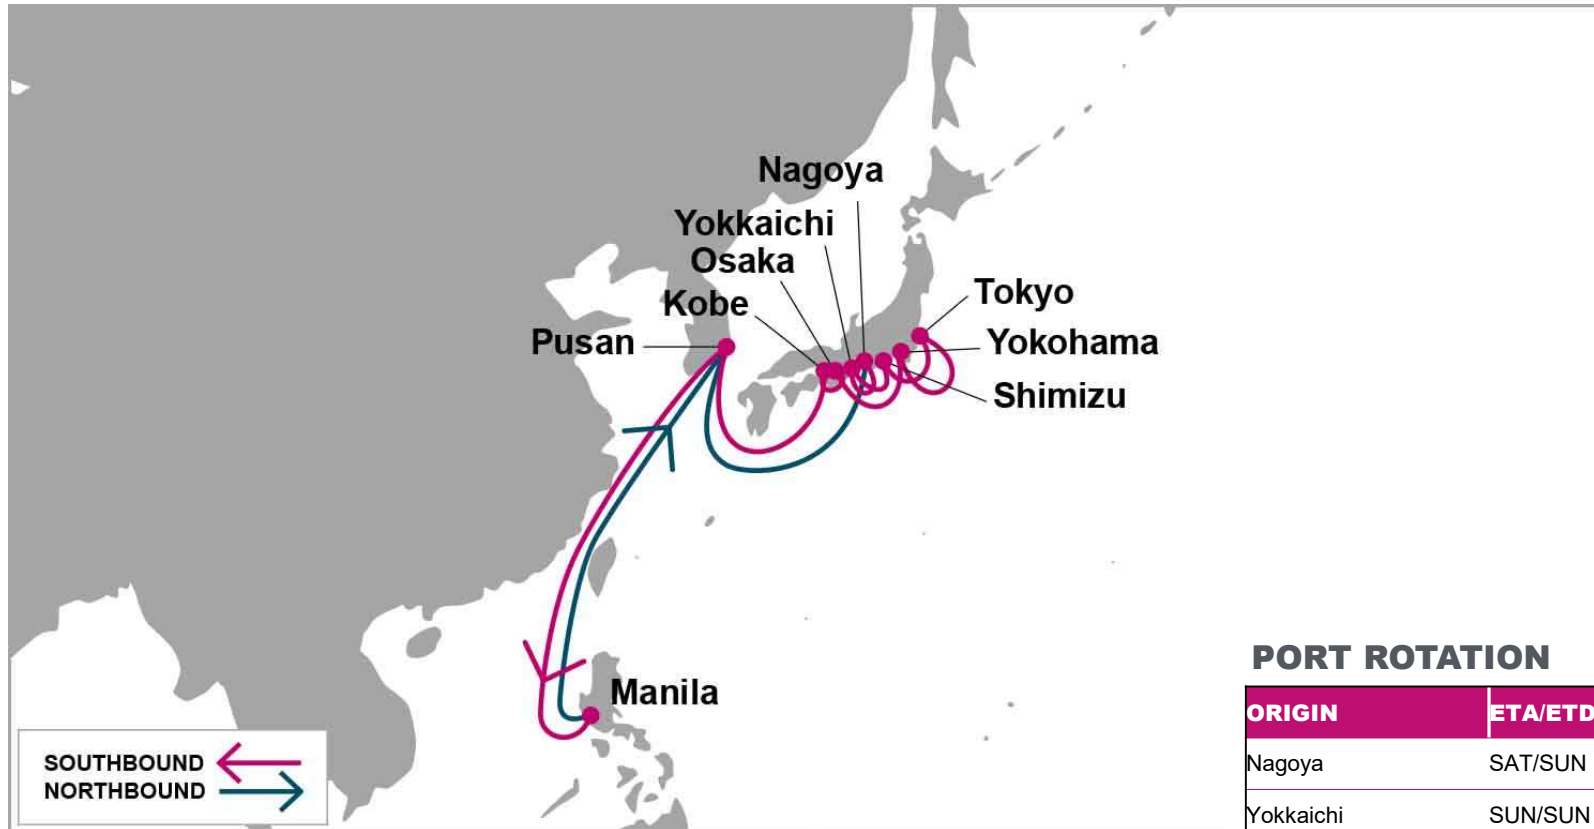 Nagoya
Yokkaichi
Osaka
Kobe
Pusan
Tokyo
Yokohama
Shimizu
Manila
SOUTHBOUND
NORTHBOUND
PORT ROTATION
ORIGIN ETA/ETD
Nagoya SAT/SUN
Yokkaichi SUN/SUN